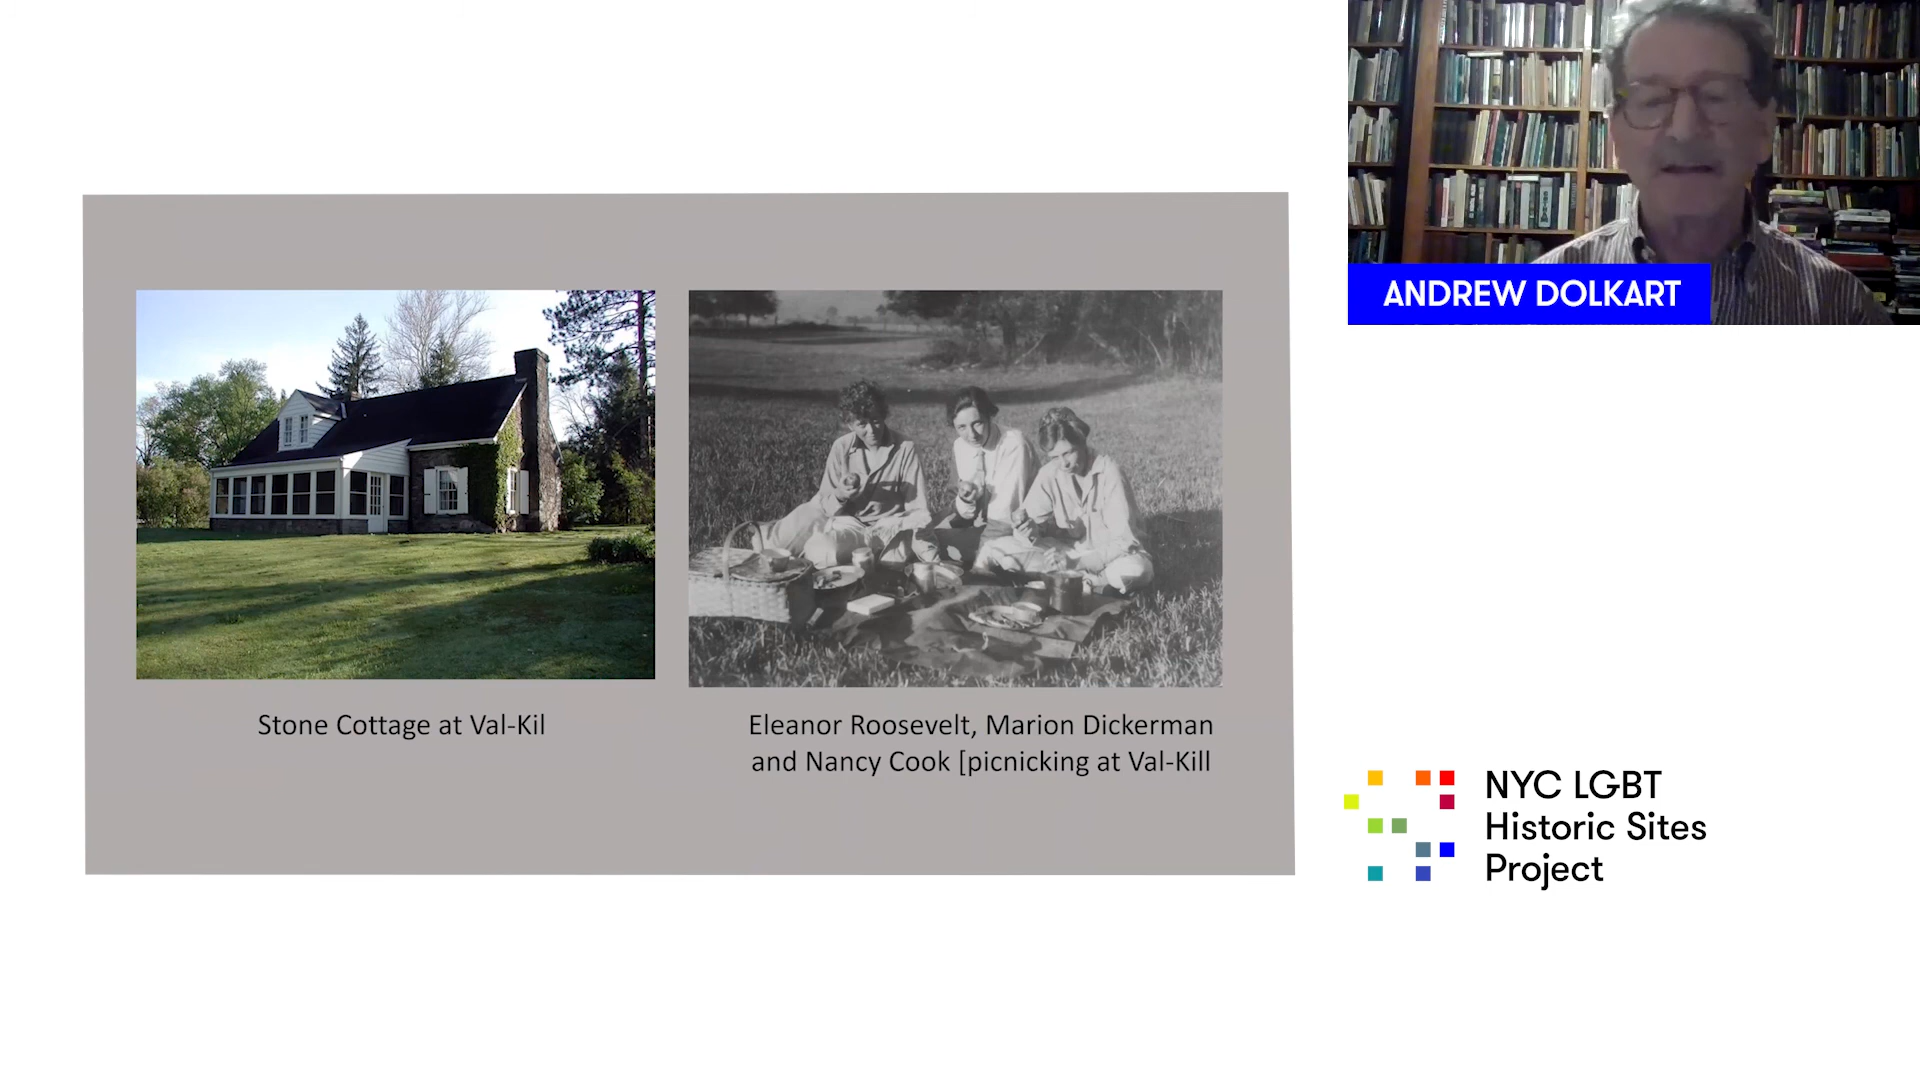 ANDREW DOLKART
Stone Cottage at Val-Kil
Eleanor Roosevelt, Marion Dickerman
and Nancy Cook [picnicking at Val-Kill
NYC LGBT
Historic Sites
Project